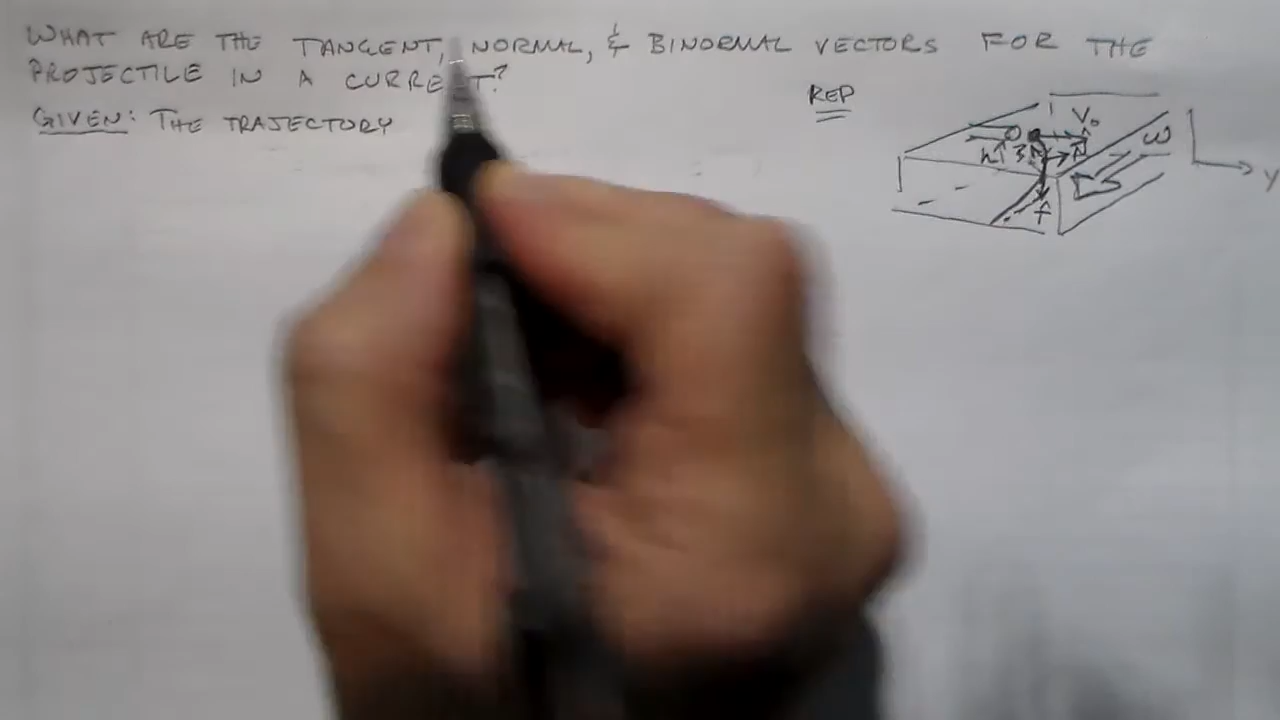 WHAT ARE THE TANGENT, NORMAL, & BINORMAL VECTORS FOR THE
PROJECTILE IN A CURRENT?
GIVEN: THE TRAJECTORY
REP
V₀
ω
Y